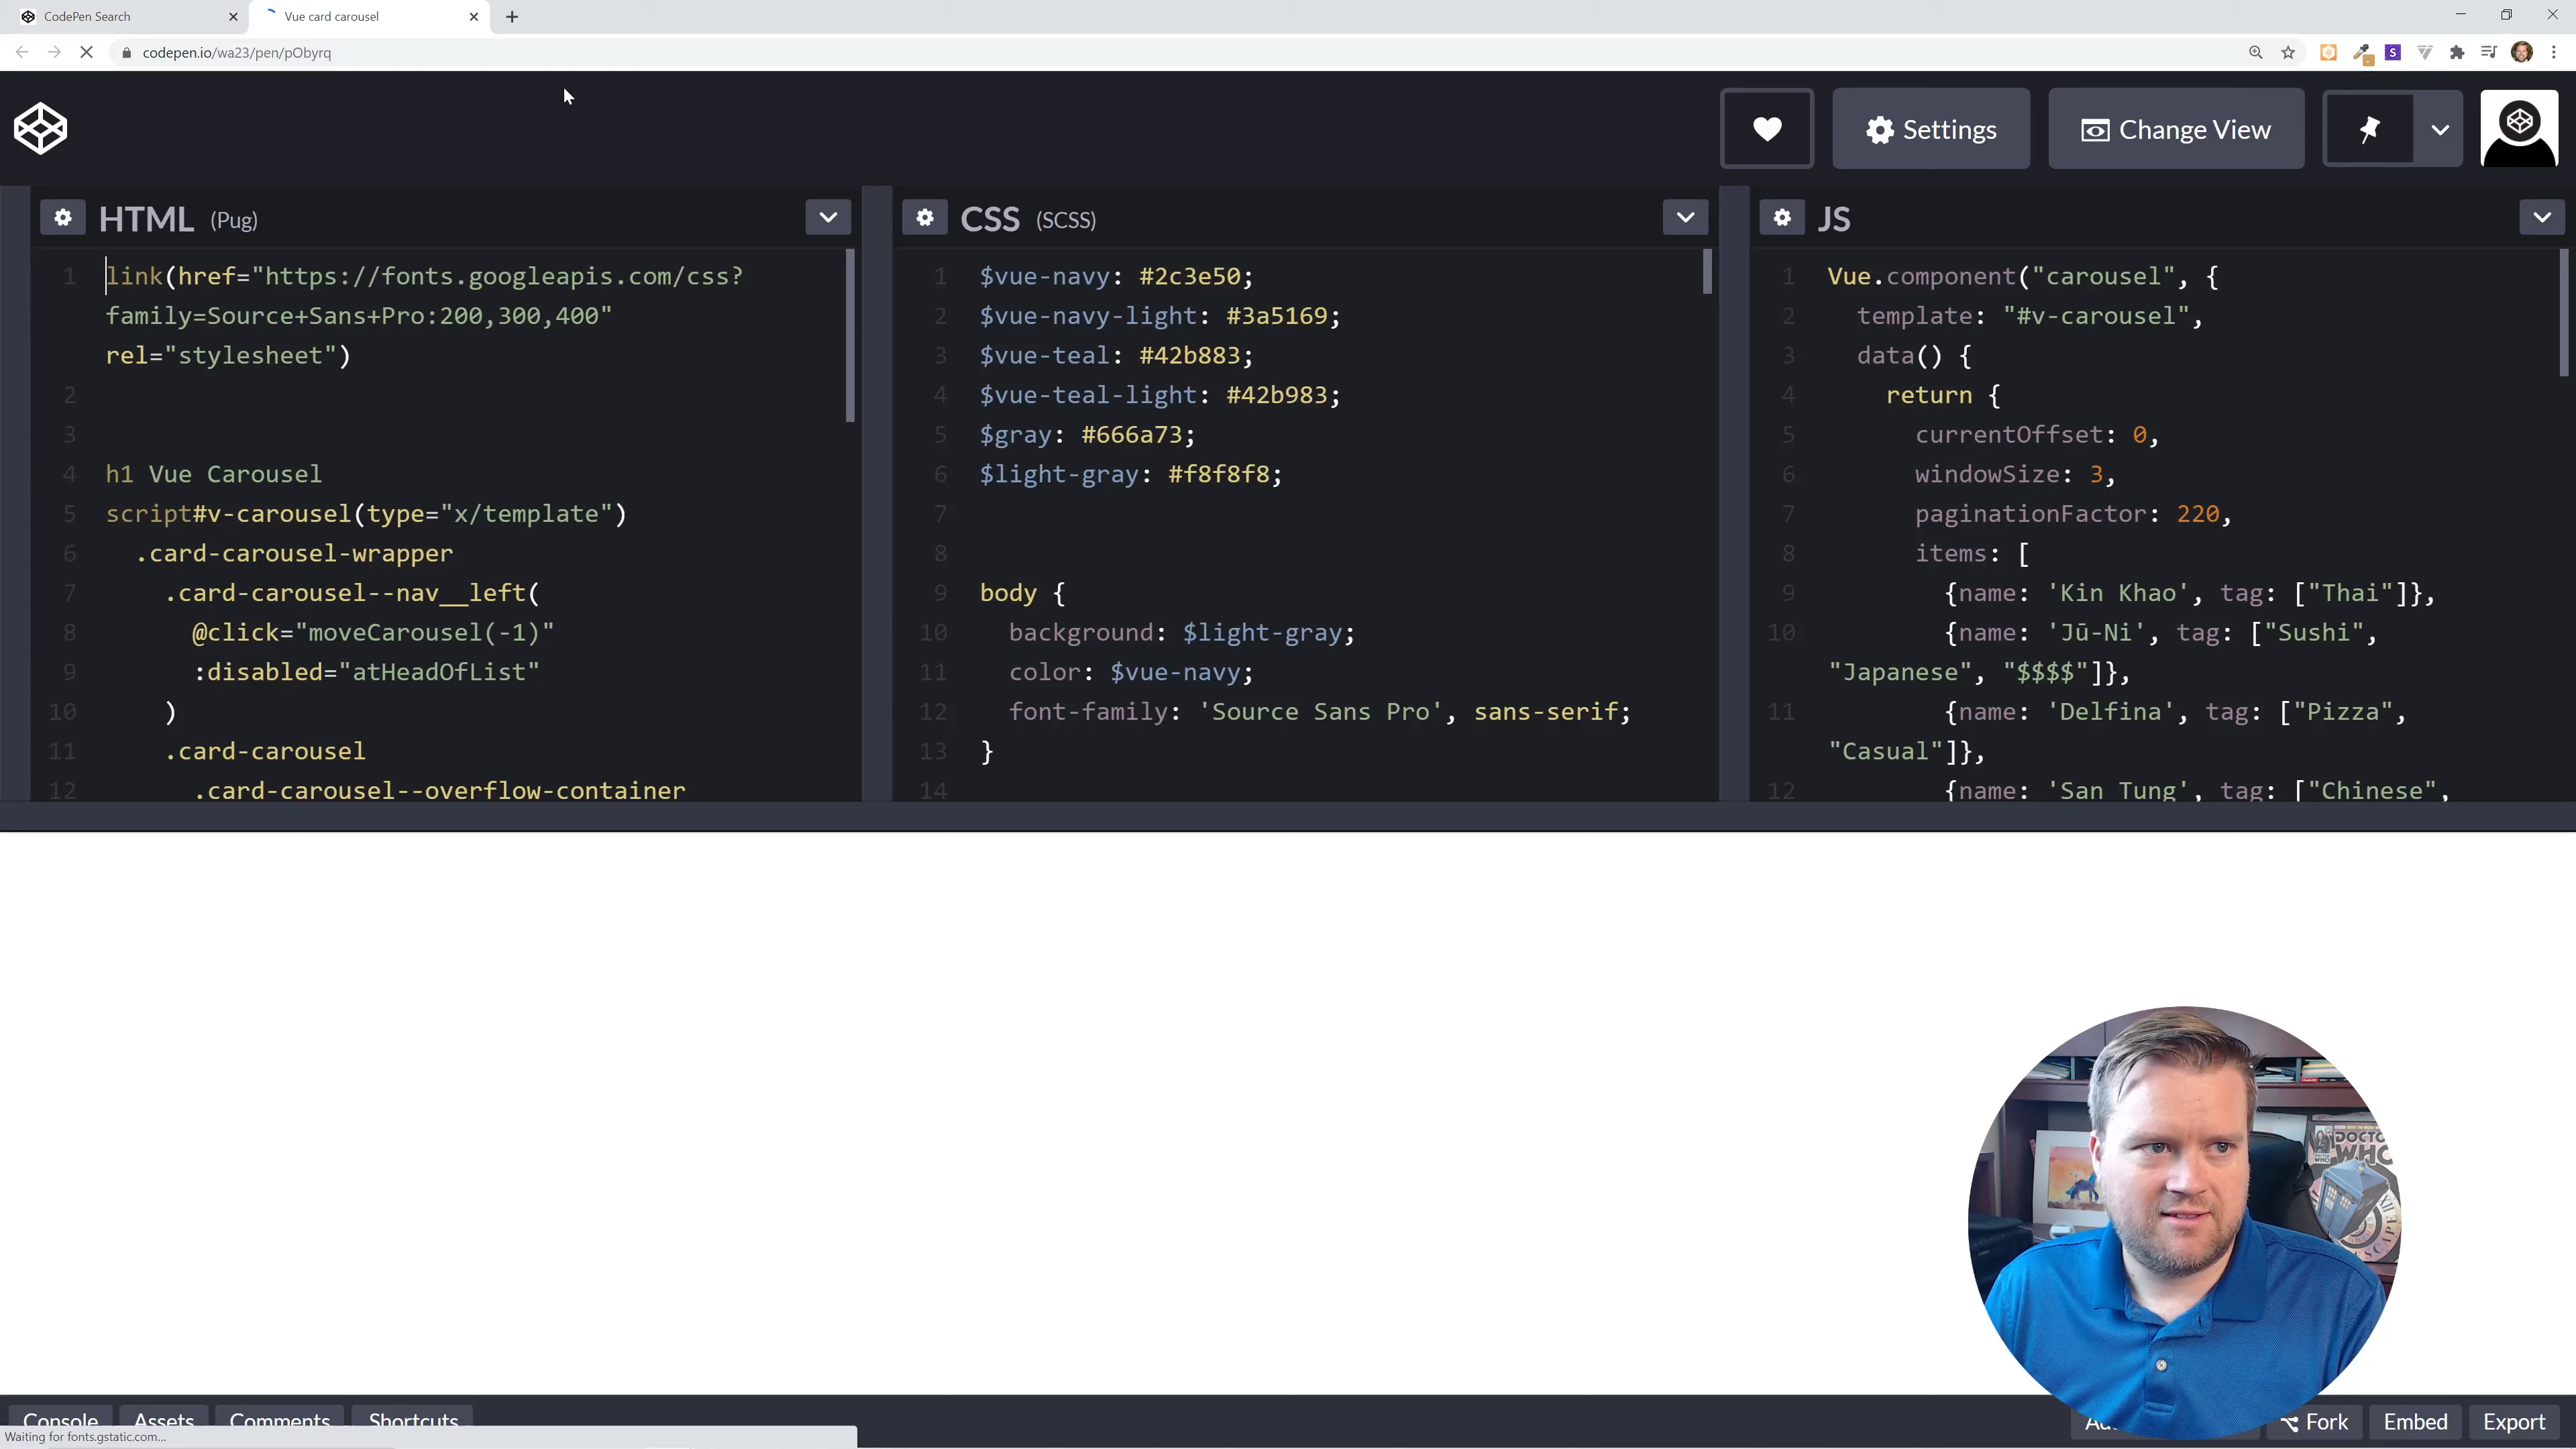 CodePen Search
Vue card carousel
codepen.io/wa23/pen/pObyrq
Settings
Change View
HTML (Pug)
1 link(href="https://fonts.googleapis.com/css?
family=Source+Sans+Pro:200,300,400"
rel="stylesheet")
2
3
4 h1 Vue Carousel
5 script#v-carousel(type="x/template")
6 .card-carousel-wrapper
7 .card-carousel--nav__left(
8 @click="moveCarousel(-1)"
9 :disabled="atHeadOfList"
10 )
11 .card-carousel
12 .card-carousel--overflow-container
CSS (SCSS)
1 $vue-navy: #2c3e50;
2 $vue-navy-light: #3a5169;
3 $vue-teal: #42b883;
4 $vue-teal-light: #42b983;
5 $gray: #666a73;
6 $light-gray: #f8f8f8;
7
8
9 body {
10 background: $light-gray;
11 color: $vue-navy;
12 font-family: 'Source Sans Pro', sans-serif;
13 }
14
JS
1 Vue.component("carousel", {
2 template: "#v-carousel",
3 data() {
4 return {
5 currentOffset: 0,
6 windowSize: 3,
7 paginationFactor: 220,
8 items: [
9 {name: 'Kin Khao', tag: ["Thai"]},
10 {name: 'Jū-Ni', tag: ["Sushi",
"Japanese", "$$$$"]},
11 {name: 'Delfina', tag: ["Pizza",
"Casual"]},
12 {name: 'San Tung', tag: ["Chinese",
DOCTOR
WHO
Console Assets Comments Shortcuts
Fork Embed Export
Waiting for fonts.gstatic.com...